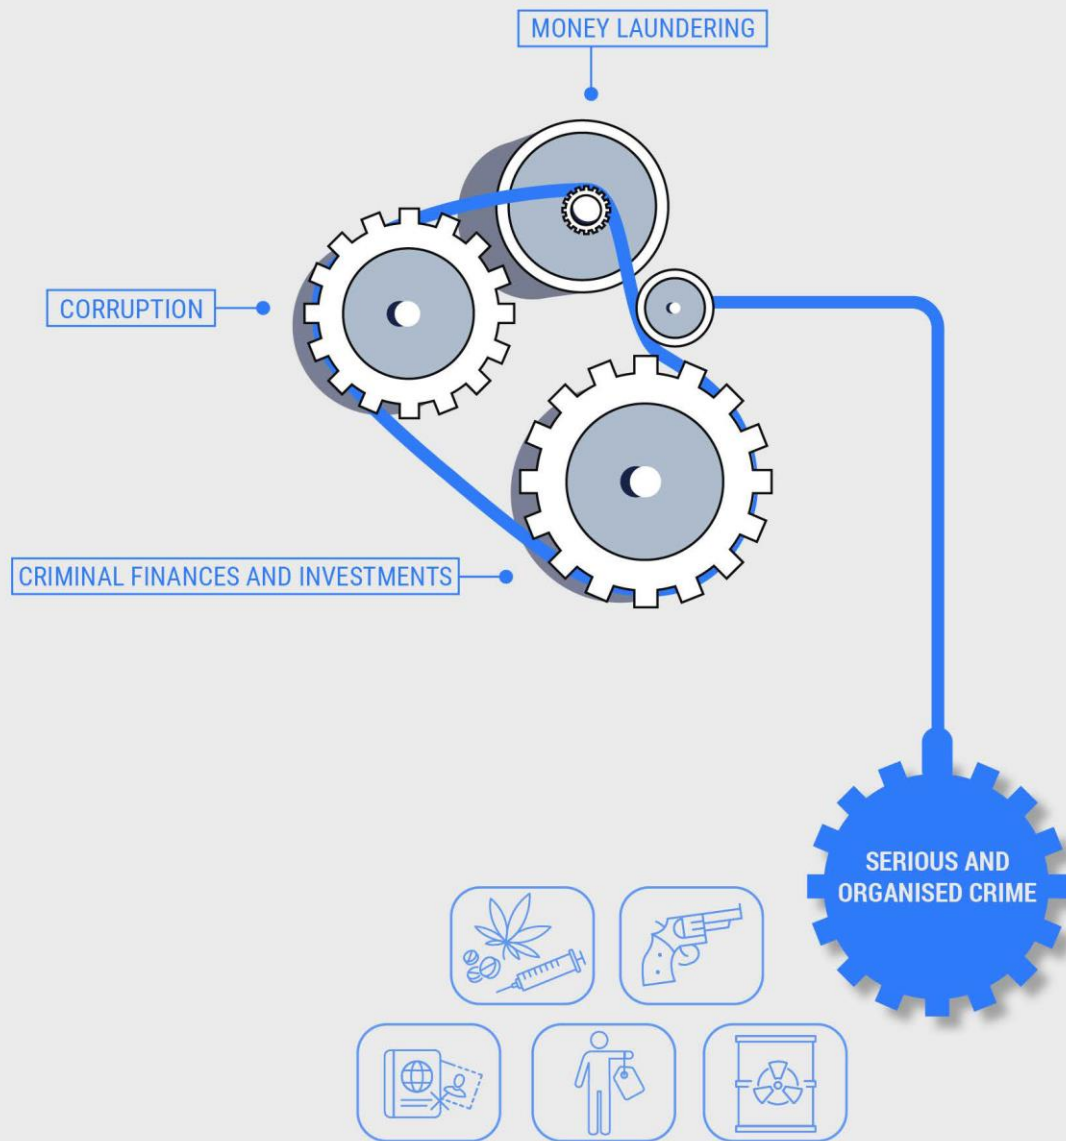 MONEY LAUNDERING
CORRUPTION
CRIMINAL FINANCES AND INVESTMENTS
SERIOUS AND
ORGANISED CRIME